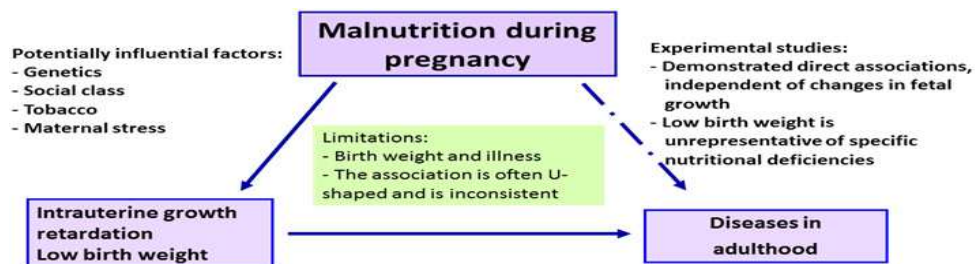 Malnutrition during
pregnancy
Potentially influential factors:
- Genetics
- Social class
- Tobacco
- Maternal stress
Experimental studies:
- Demonstrated direct associations,
independent of changes in fetal
growth
- Low birth weight is
unrepresentative of specific
nutritional deficiencies
Limitations:
- Birth weight and illness
- The association is often U-
shaped and is inconsistent
Intrauterine growth
retardation
Low birth weight
Diseases in
adulthood